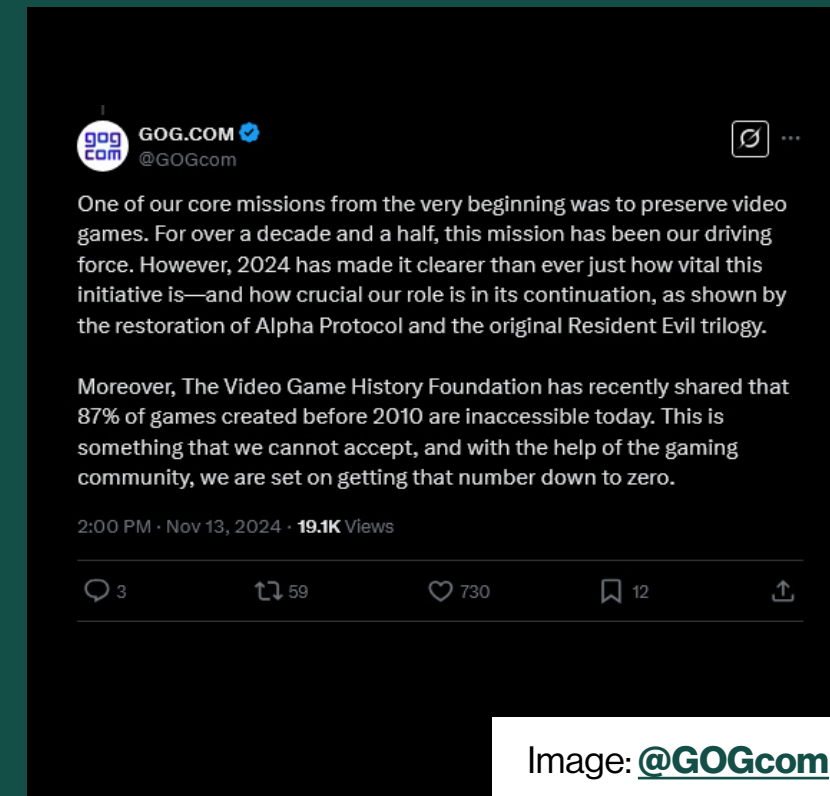 gog
com
GOG.COM
@GOGcom
One of our core missions from the very beginning was to preserve video
games. For over a decade and a half, this mission has been our driving
force. However, 2024 has made it clearer than ever just how vital this
initiative is—and how crucial our role is in its continuation, as shown by
the restoration of Alpha Protocol and the original Resident Evil trilogy.
Moreover, The Video Game History Foundation has recently shared that
87% of games created before 2010 are inaccessible today. This is
something that we cannot accept, and with the help of the gaming
community, we are set on getting that number down to zero.
2:00 PM · Nov 13, 2024 · 19.1K Views
3 59 730 12
Image: @GOGcom